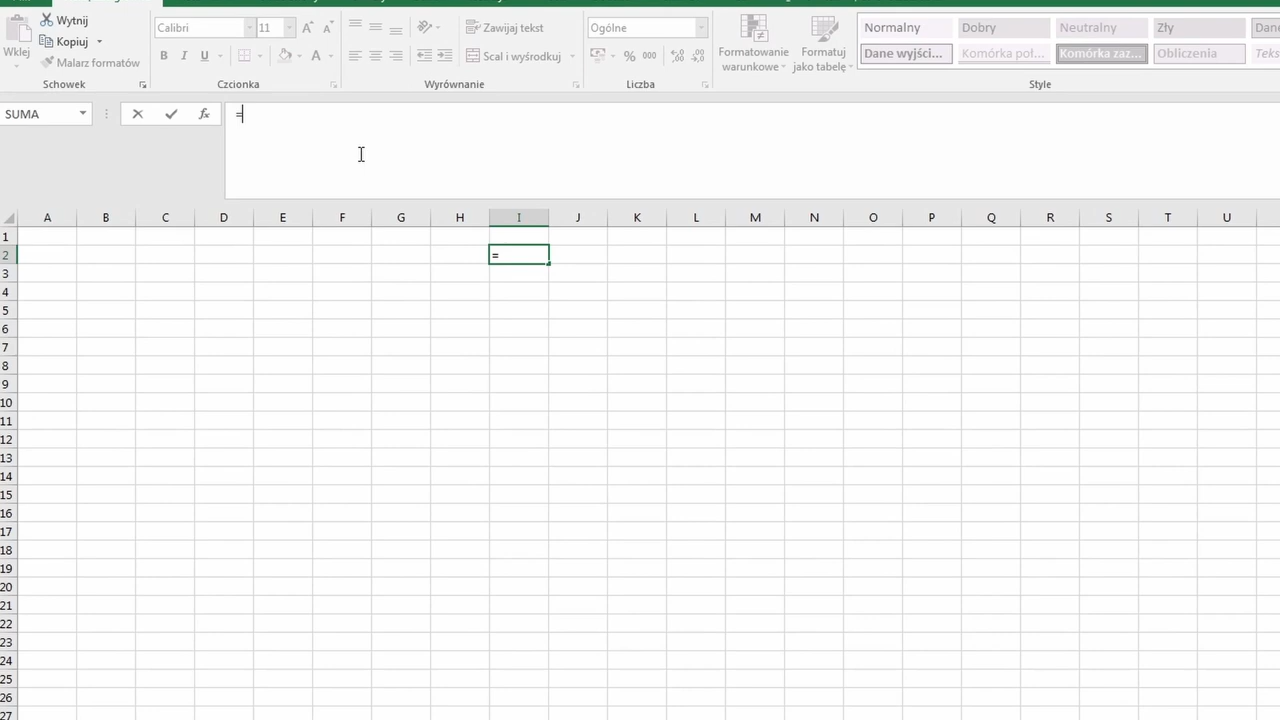 Wytnij
Wklej
Kopiuj
Malarz formatów
Schowek
Calibri 11 A A
B I U A
Czcionka
Zawijaj tekst
Scal i wyśrodkuj
Wyrównanie
Ogólne
% 000
Liczba
Formatowanie warunkowe
Formatuj jako tabelę
Normalny Dobry Neutralny Zły Dane
Dane wyjści... Komórka poł... Komórka zaz... Obliczenia Teks
Style
SUMA fx =
A B C D E F G H I J K L M N O P Q R S T U
1
2 =
3
4
5
6
7
8
9
10
11
12
13
14
15
16
17
18
19
20
21
22
23
24
25
26
27